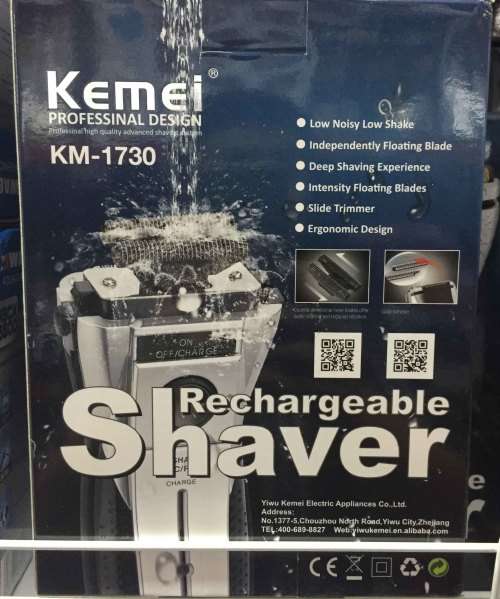 Kemei®
PROFESSINAL DESIGN
Professinal high quality advanced shaving system
KM-1730
Low Noisy Low Shake
Independently Floating Blade
Deep Shaving Experience
Intensity Floating Blades
Slide Trimmer
Ergonomic Design
ON
OFF/CHARGE
Rechargeable
Shaver
CHARGE
Yiwu Kemei Electric Appliances Co.,Ltd.
Address:
No.1377-5,Chouzhou North Road,Yiwu City,Zhejiang
TEL:400-689-8827 Web:yiwukemei.en.alibaba.com
CE